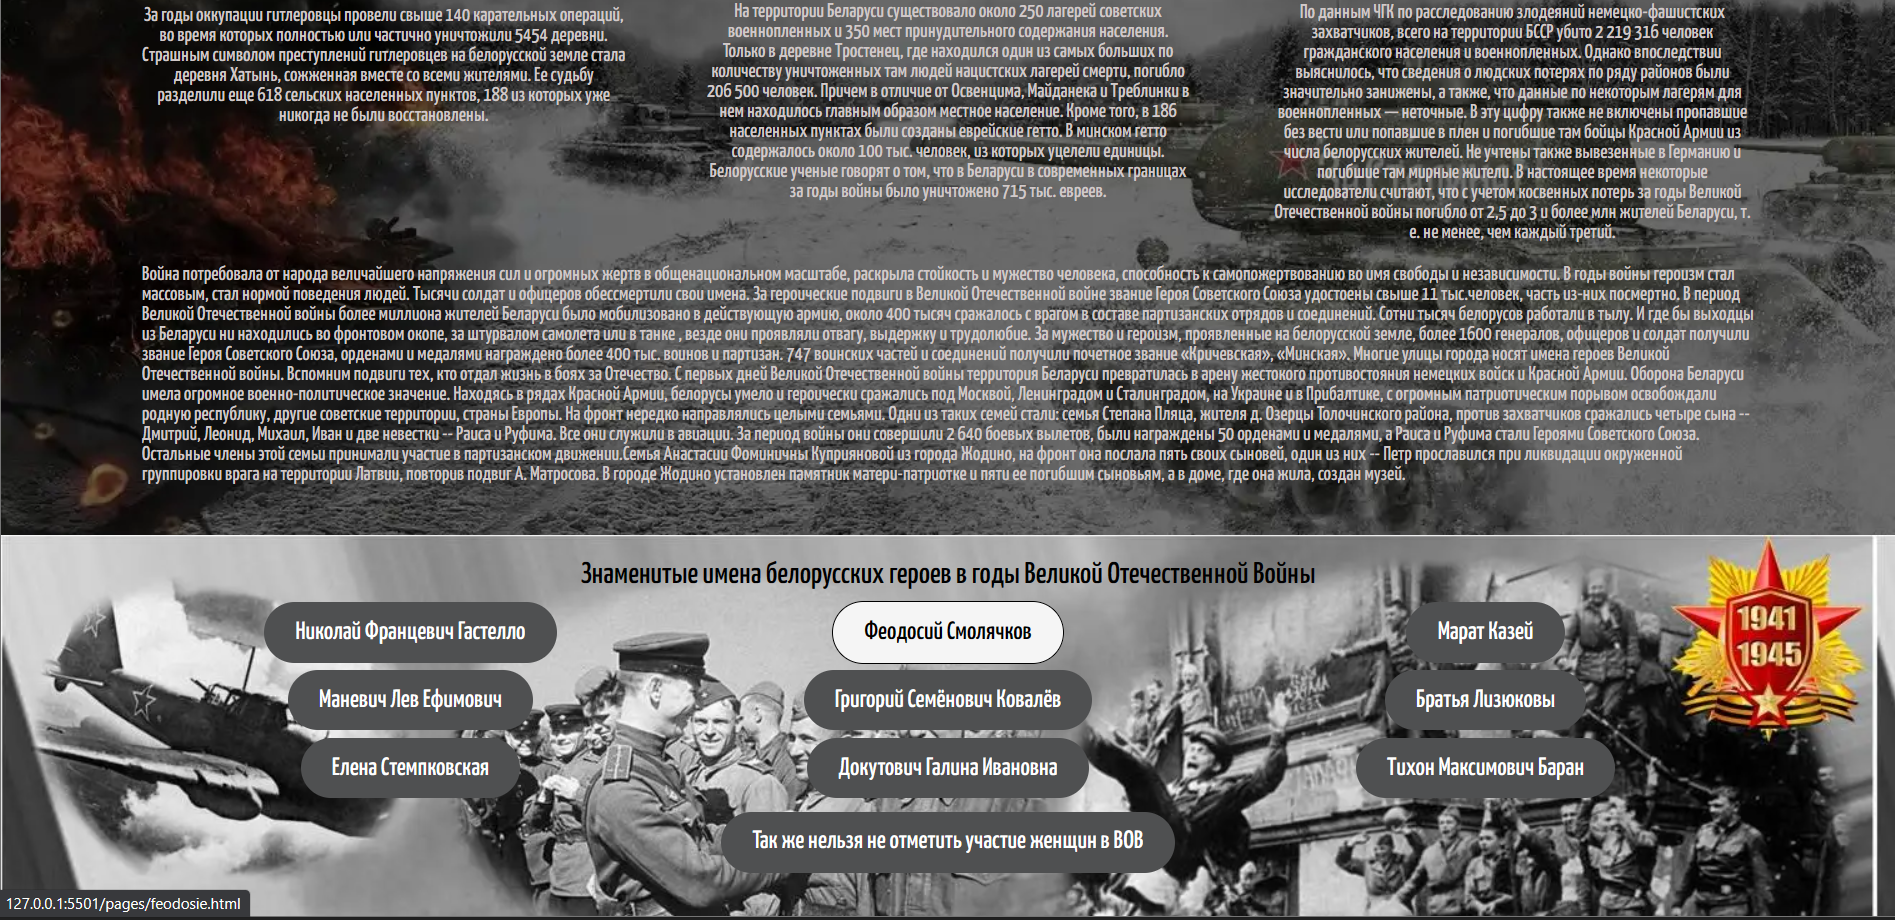 За годы оккупации гитлеровцы провели свыше 140 карательных операций,
во время которых полностью или частично уничтожили 5454 деревни.
Страшным символом преступлений гитлеровцев на белорусской земле стала
деревня Хатынь, сожженная вместе со всеми жителями. Ее судьбу
разделили еще 618 сельских населенных пунктов, 188 из которых уже
никогда не были восстановлены.
На территории Беларуси существовало около 250 лагерей советских
военнопленных и 350 мест принудительного содержания населения.
Только в деревне Тростенец, где находился один из самых больших по
количеству уничтоженных там людей нацистских лагерей смерти, погибло
206 500 человек. Причем в отличие от Освенцима, Майданека и Треблинки в
нем находилось главным образом местное население. Кроме того, в 186
населенных пунктах были созданы еврейские гетто. В минском гетто
содержалось около 100 тыс. человек, из которых уцелели единицы.
Белорусские ученые говорят о том, что в Беларуси в современных границах
за годы войны было уничтожено 715 тыс. евреев.
По данным ЧГК по расследованию злодеяний немецко-фашистских
захватчиков, всего на территории БССР убито 2 219 316 человек
гражданского населения и военнопленных. Однако впоследствии
выяснилось, что сведения о людских потерях по ряду районов были
значительно занижены, а также, что данные по некоторым лагерям для
военнопленных — неточные. В эту цифру также не включены пропавшие
без вести или попавшие в плен и погибшие там бойцы Красной Армии из
числа белорусских жителей. Не учтены также вывезенные в Германию и
погибшие там мирные жители. В настоящее время некоторые
исследователи считают, что с учетом косвенных потерь за годы Великой
Отечественной войны погибло от 2,5 до 3 и более млн жителей Беларуси, т.
е. не менее, чем каждый третий.
Война потребовала от народа величайшего напряжения сил и огромных жертв в общенациональном масштабе, раскрыла стойкость и мужество человека, способность к самопожертвованию во имя свободы и независимости. В годы войны героизм стал
массовым, стал нормой поведения людей. Тысячи солдат и офицеров обессмертили свои имена. За героические подвиги в Великой Отечественной войне звание Героя Советского Союза удостоены свыше 11 тыс.человек, часть из-них посмертно. В период
Великой Отечественной войны более миллиона жителей Беларуси было мобилизовано в действующую армию, около 400 тысяч сражалось с врагом в составе партизанских отрядов и соединений. Сотни тысяч белорусов работали в тылу. И где бы выходцы
из Беларуси ни находились во фронтовом окопе, за штурвалом самолета или в танке , везде они проявляли отвагу, выдержку и трудолюбие. За мужество и героизм, проявленные на белорусской земле, более 1600 генералов, офицеров и солдат получили
звание Героя Советского Союза, орденами и медалями награждено более 400 тыс. воинов и партизан. 747 воинских частей и соединений получили почетное звание «Кричевская», «Минская». Многие улицы города носят имена героев Великой
Отечественной войны. Вспомним подвиги тех, кто отдал жизнь в боях за Отечество. С первых дней Великой Отечественной войны территория Беларуси превратилась в арену жестокого противостояния немецких войск и Красной Армии. Оборона Беларуси
имела огромное военно-политическое значение. Находясь в рядах Красной Армии, белорусы умело и героически сражались под Москвой, Ленинградом и Сталинградом, на Украине и в Прибалтике, с огромным патриотическим порывом освобождали
родную республику, другие советские территории, страны Европы. На фронт нередко направлялись целыми семьями. Одни из таких семей стали: семья Степана Пляца, жителя д. Озерцы Толочинского района, против захватчиков сражались четыре сына --
Дмитрий, Леонид, Михаил, Иван и две невестки -- Раиса и Руфима. Все они служили в авиации. За период войны они совершили 2 640 боевых вылетов, были награждены 50 орденами и медалями, а Раиса и Руфима стали Героями Советского Союза.
Остальные члены этой семьи принимали участие в партизанском движении.Семья Анастасии Фоминичны Куприяновой из города Жодино, на фронт она послала пять своих сыновей, один из них -- Петр прославился при ликвидации окруженной
группировки врага на территории Латвии, повторив подвиг А. Матросова. В городе Жодино установлен памятник матери-патриотке и пяти ее погибшим сыновьям, а в доме, где она жила, создан музей.
Знаменитые имена белорусских героев в годы Великой Отечественной Войны
Николай Францевич Гастелло
Феодосий Смолячков
Марат Казей
Маневич Лев Ефимович
Григорий Семёнович Ковалёв
Братья Лизюковы
Елена Стемпковская
Докутович Галина Ивановна
Тихон Максимович Баран
Так же нельзя не отметить участие женщин в ВОВ
1941
1945
127.0.0.1:5501/pages/feodosie.html